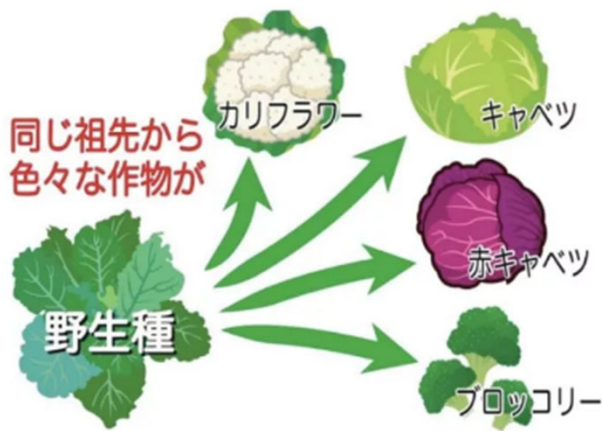 同じ祖先から
色々な作物が
野生種
カリフラワー
キャベツ
赤キャベツ
ブロッコリー